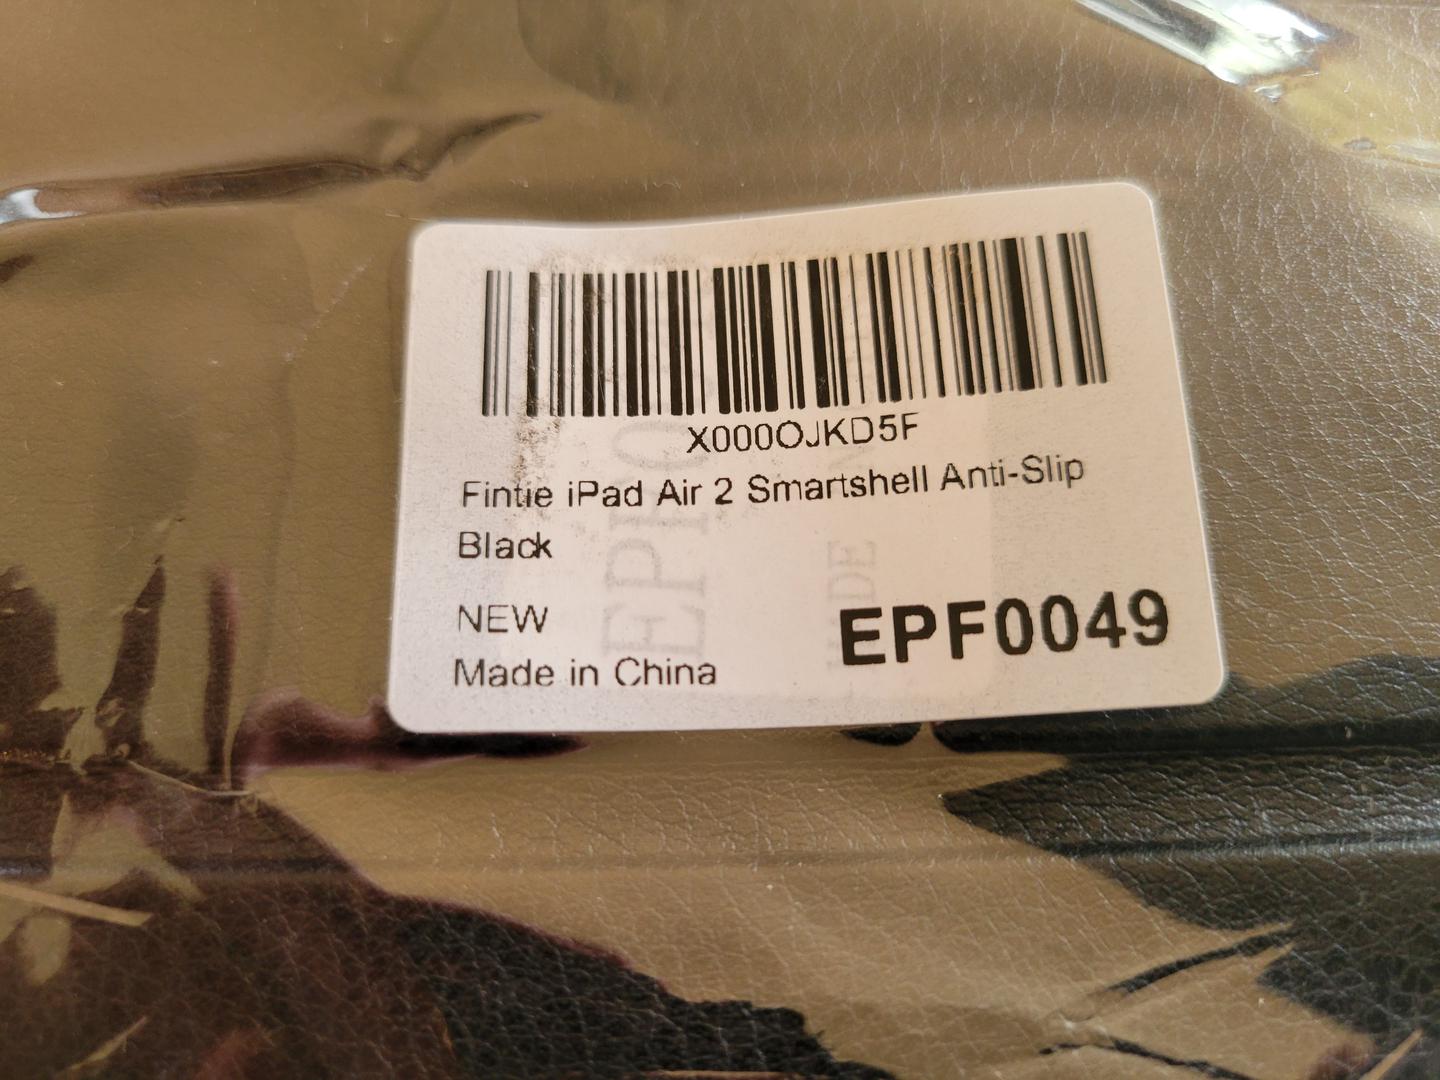 X000OJKD5F
Fintie iPad Air 2 Smartshell Anti-Slip
Black
NEW
EPF0049
Made in China